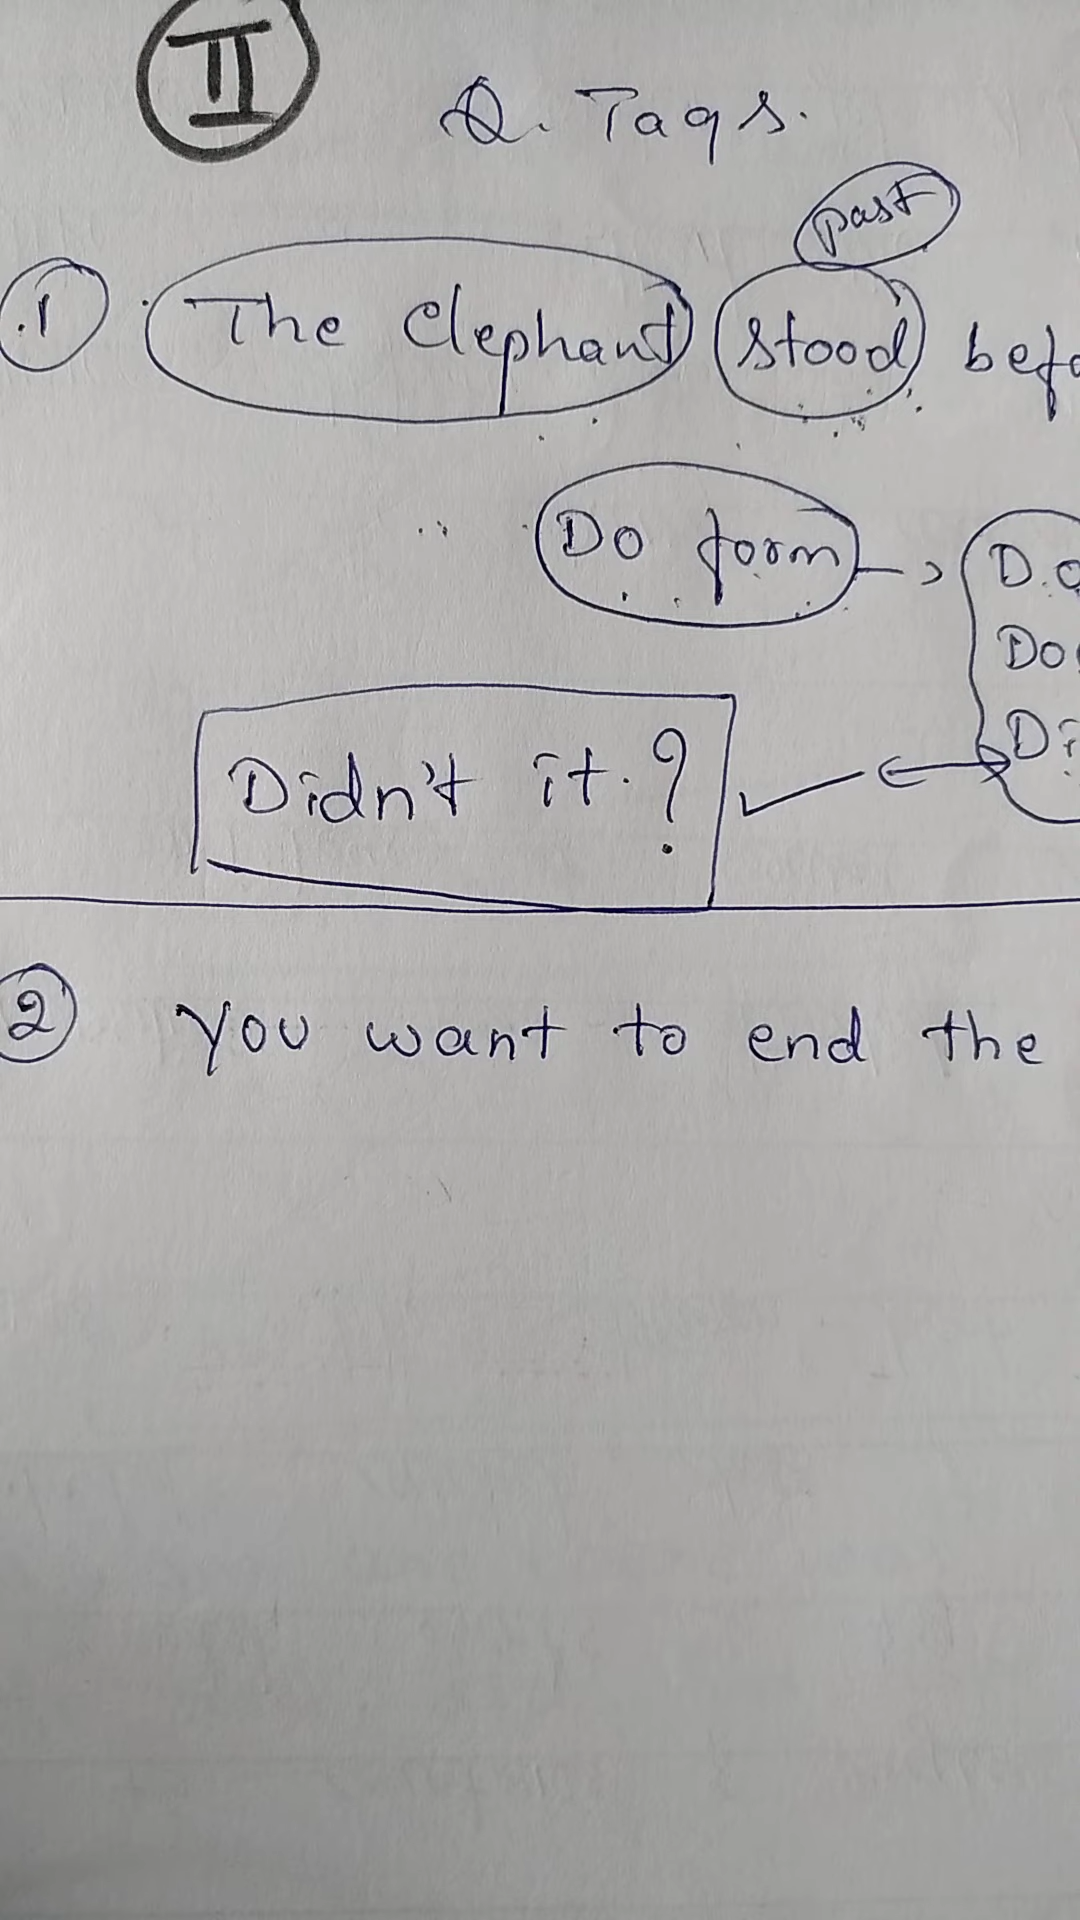 II
Q. Tags.
past
1 The Elephant stood
Do form →
Didn't it.?
2 You want to end the